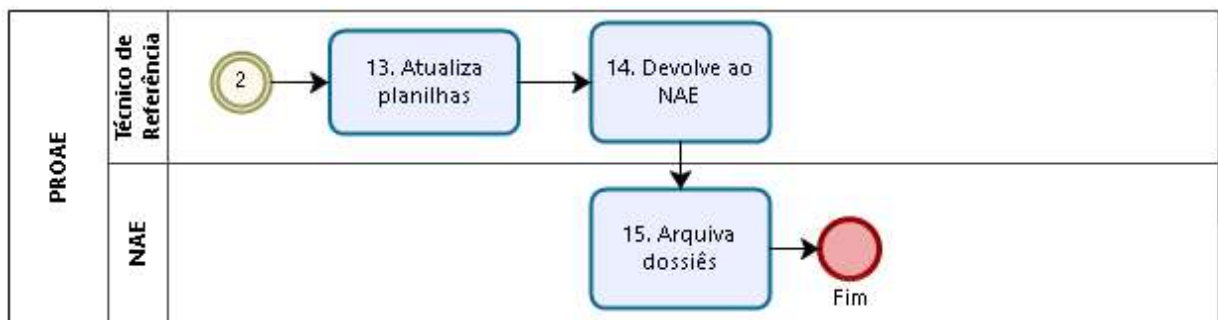 PROAE
Técnico de
Referência
2
13. Atualiza
planilhas
14. Devolve ao
NAE
NAE
15. Arquiva
dossiês
Fim